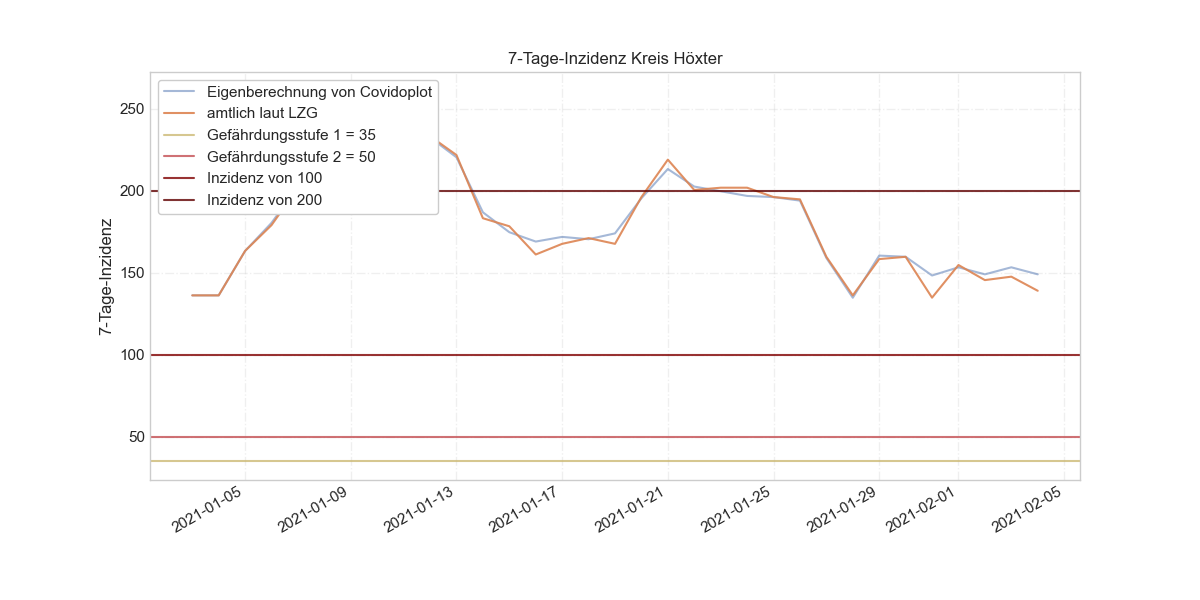 7-Tage-Inzidenz Kreis Höxter
Eigenberechnung von Covidoplot
amtlich laut LZG
Gefährdungsstufe 1 = 35
Gefährdungsstufe 2 = 50
Inzidenz von 100
Inzidenz von 200
7-Tage-Inzidenz
250
200
150
100
50
2021-01-05
2021-01-09
2021-01-13
2021-01-17
2021-01-21
2021-01-25
2021-01-29
2021-02-01
2021-02-05